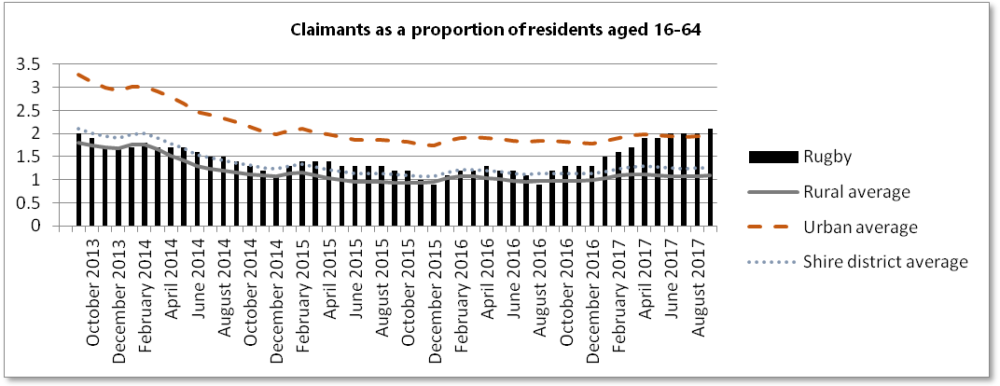 Claimants as a proportion of residents aged 16-64
3.5
3
2.5
2
1.5
1
0.5
0
October 2013
December 2013
February 2014
April 2014
June 2014
August 2014
October 2014
December 2014
February 2015
April 2015
June 2015
August 2015
October 2015
December 2015
February 2016
April 2016
June 2016
August 2016
October 2016
December 2016
February 2017
April 2017
June 2017
August 2017
Rugby
Rural average
Urban average
Shire district average